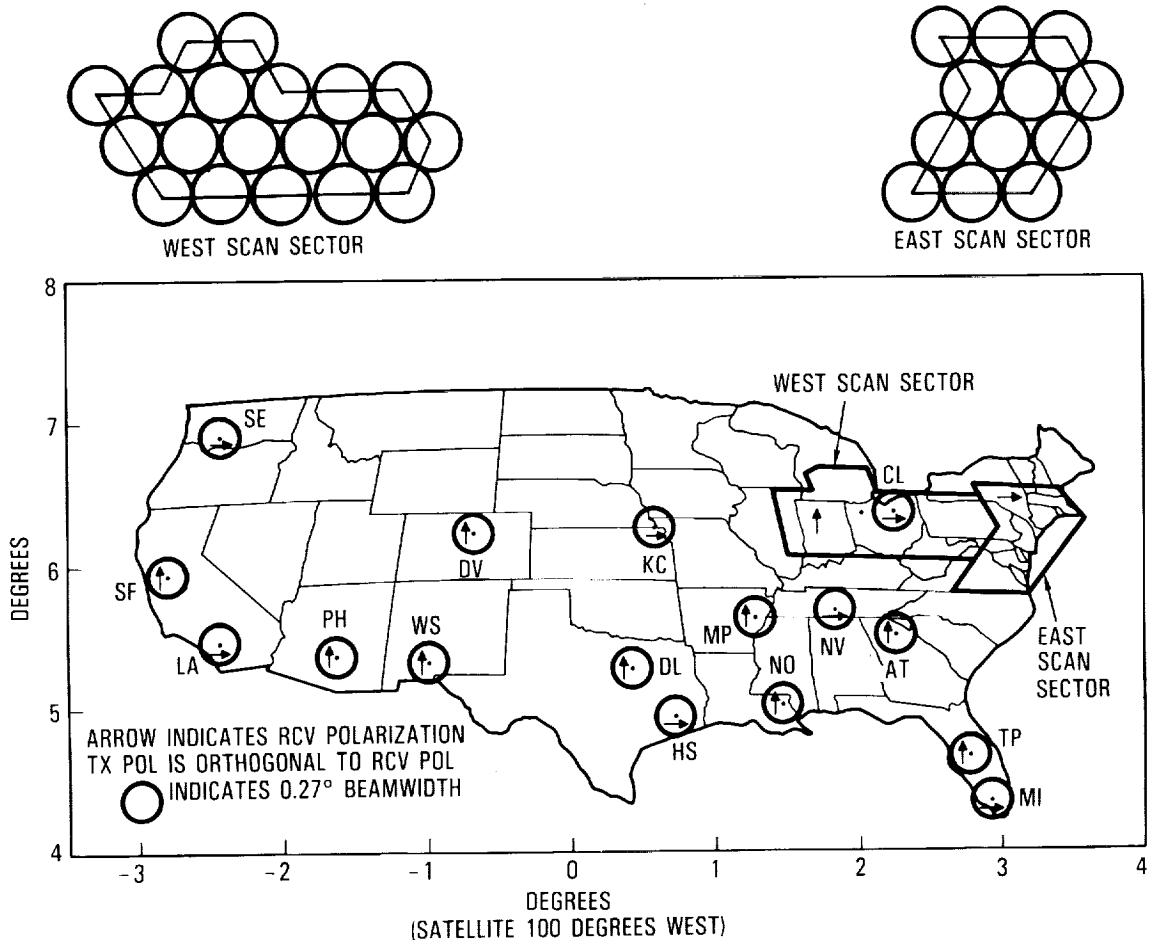 WEST SCAN SECTOR
EAST SCAN SECTOR
8
7
6
5
4
DEGREES
WEST SCAN SECTOR
SE
CL
SF
DV
KC
LA
PH
WS
MP
NV
AT
DL
NO
HS
TP
MI
EAST
SCAN
SECTOR
ARROW INDICATES RCV POLARIZATION
TX POL IS ORTHOGONAL TO RCV POL
INDICATES 0.27° BEAMWIDTH
-3 -2 -1 0 1 2 3 4
DEGREES
(SATELLITE 100 DEGREES WEST)